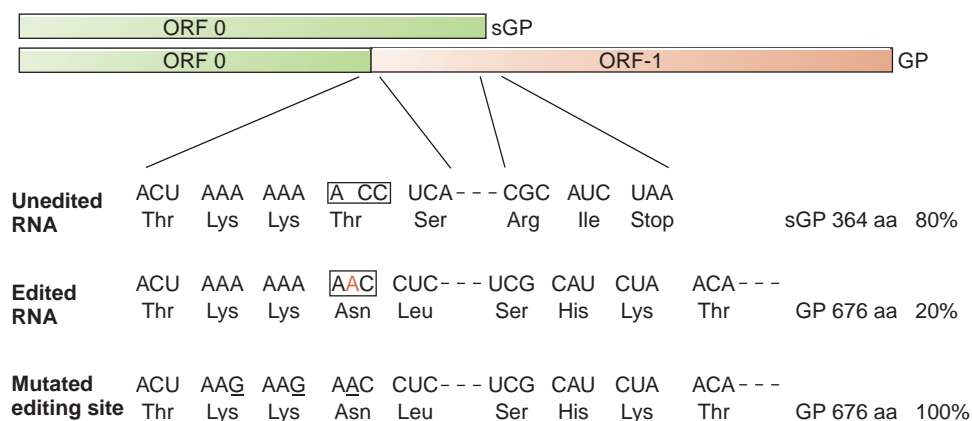 ORF 0 sGP
ORF 0 ORF-1 GP
Unedited RNA
ACU AAA AAA A CC UCA - - - CGC AUC UAA
Thr Lys Lys Thr Ser Arg Ile Stop sGP 364 aa 80%
Edited RNA
ACU AAA AAA AAC CUC - - - UCG CAU CUA ACA - - -
Thr Lys Lys Asn Leu Ser His Lys Thr GP 676 aa 20%
Mutated editing site
ACU AAG AAG AAC CUC - - - UCG CAU CUA ACA - - -
Thr Lys Lys Asn Leu Ser His Lys Thr GP 676 aa 100%